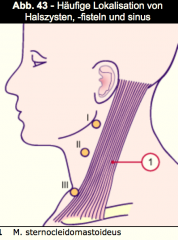 Abb. 43 - Häufige Lokalisation von
Halszysten, -fisteln und sinus
I
II
1
III
1 M. sternocleidomastoideus